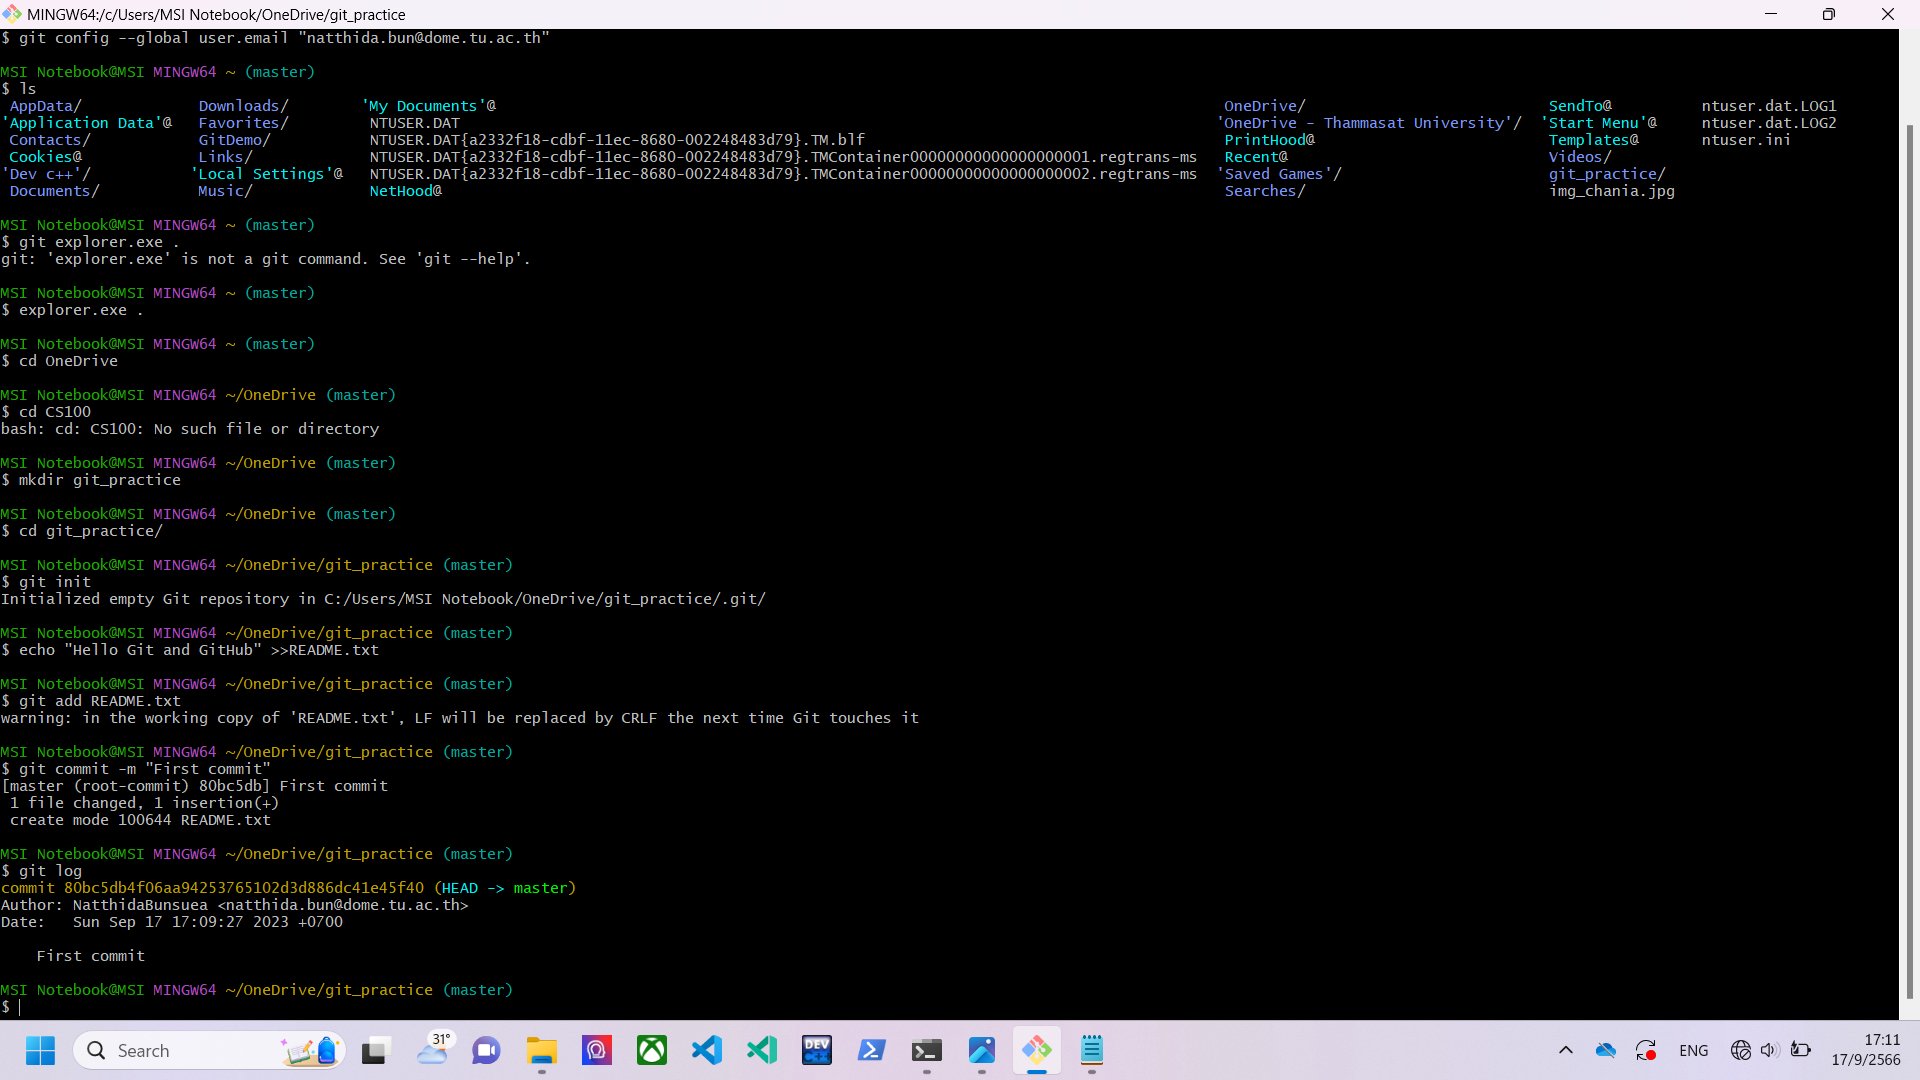 MINGW64:/c/Users/MSI Notebook/OneDrive/git_practice
$ git config --global user.email "natthida.bun@dome.tu.ac.th"
MSI Notebook@MSI MINGW64 ~ (master)
$ ls
AppData/ Downloads/ 'My Documents'@ OneDrive/ SendTo@ ntuser.dat.LOG1
'Application Data'@ Favorites/ NTUSER.DAT 'OneDrive - Thammasat University'/ 'Start Menu'@ ntuser.dat.LOG2
Contacts/ GitDemo/ NTUSER.DAT{a2332f18-cdbf-11ec-8680-002248483d79}.TM.blf PrintHood@ Templates@ ntuser.ini
Cookies@ Links/ NTUSER.DAT{a2332f18-cdbf-11ec-8680-002248483d79}.TMContainer00000000000000000001.regtrans-ms Recent@ Videos/
'Dev c++'/ 'Local Settings'@ NTUSER.DAT{a2332f18-cdbf-11ec-8680-002248483d79}.TMContainer00000000000000000002.regtrans-ms 'Saved Games'/ git_practice/
Documents/ Music/ NetHood@ Searches/ img_chania.jpg
MSI Notebook@MSI MINGW64 ~ (master)
$ git explorer.exe .
git: 'explorer.exe' is not a git command. See 'git --help'.
MSI Notebook@MSI MINGW64 ~ (master)
$ explorer.exe .
MSI Notebook@MSI MINGW64 ~ (master)
$ cd OneDrive
MSI Notebook@MSI MINGW64 ~/OneDrive (master)
$ cd CS100
bash: cd: CS100: No such file or directory
MSI Notebook@MSI MINGW64 ~/OneDrive (master)
$ mkdir git_practice
MSI Notebook@MSI MINGW64 ~/OneDrive (master)
$ cd git_practice/
MSI Notebook@MSI MINGW64 ~/OneDrive/git_practice (master)
$ git init
Initialized empty Git repository in C:/Users/MSI Notebook/OneDrive/git_practice/.git/
MSI Notebook@MSI MINGW64 ~/OneDrive/git_practice (master)
$ echo "Hello Git and GitHub" >>README.txt
MSI Notebook@MSI MINGW64 ~/OneDrive/git_practice (master)
$ git add README.txt
warning: in the working copy of 'README.txt', LF will be replaced by CRLF the next time Git touches it
MSI Notebook@MSI MINGW64 ~/OneDrive/git_practice (master)
$ git commit -m "First commit"
[master (root-commit) 80bc5db] First commit
1 file changed, 1 insertion(+)
create mode 100644 README.txt
MSI Notebook@MSI MINGW64 ~/OneDrive/git_practice (master)
$ git log
commit 80bc5db4f06aa94253765102d3d886dc41e45f40 (HEAD -> master)
Author: NatthidaBunsuea <natthida.bun@dome.tu.ac.th>
Date: Sun Sep 17 17:09:27 2023 +0700
First commit
MSI Notebook@MSI MINGW64 ~/OneDrive/git_practice (master)
$
Search
31°
DEV
C++
ENG
17:11
17/9/2566